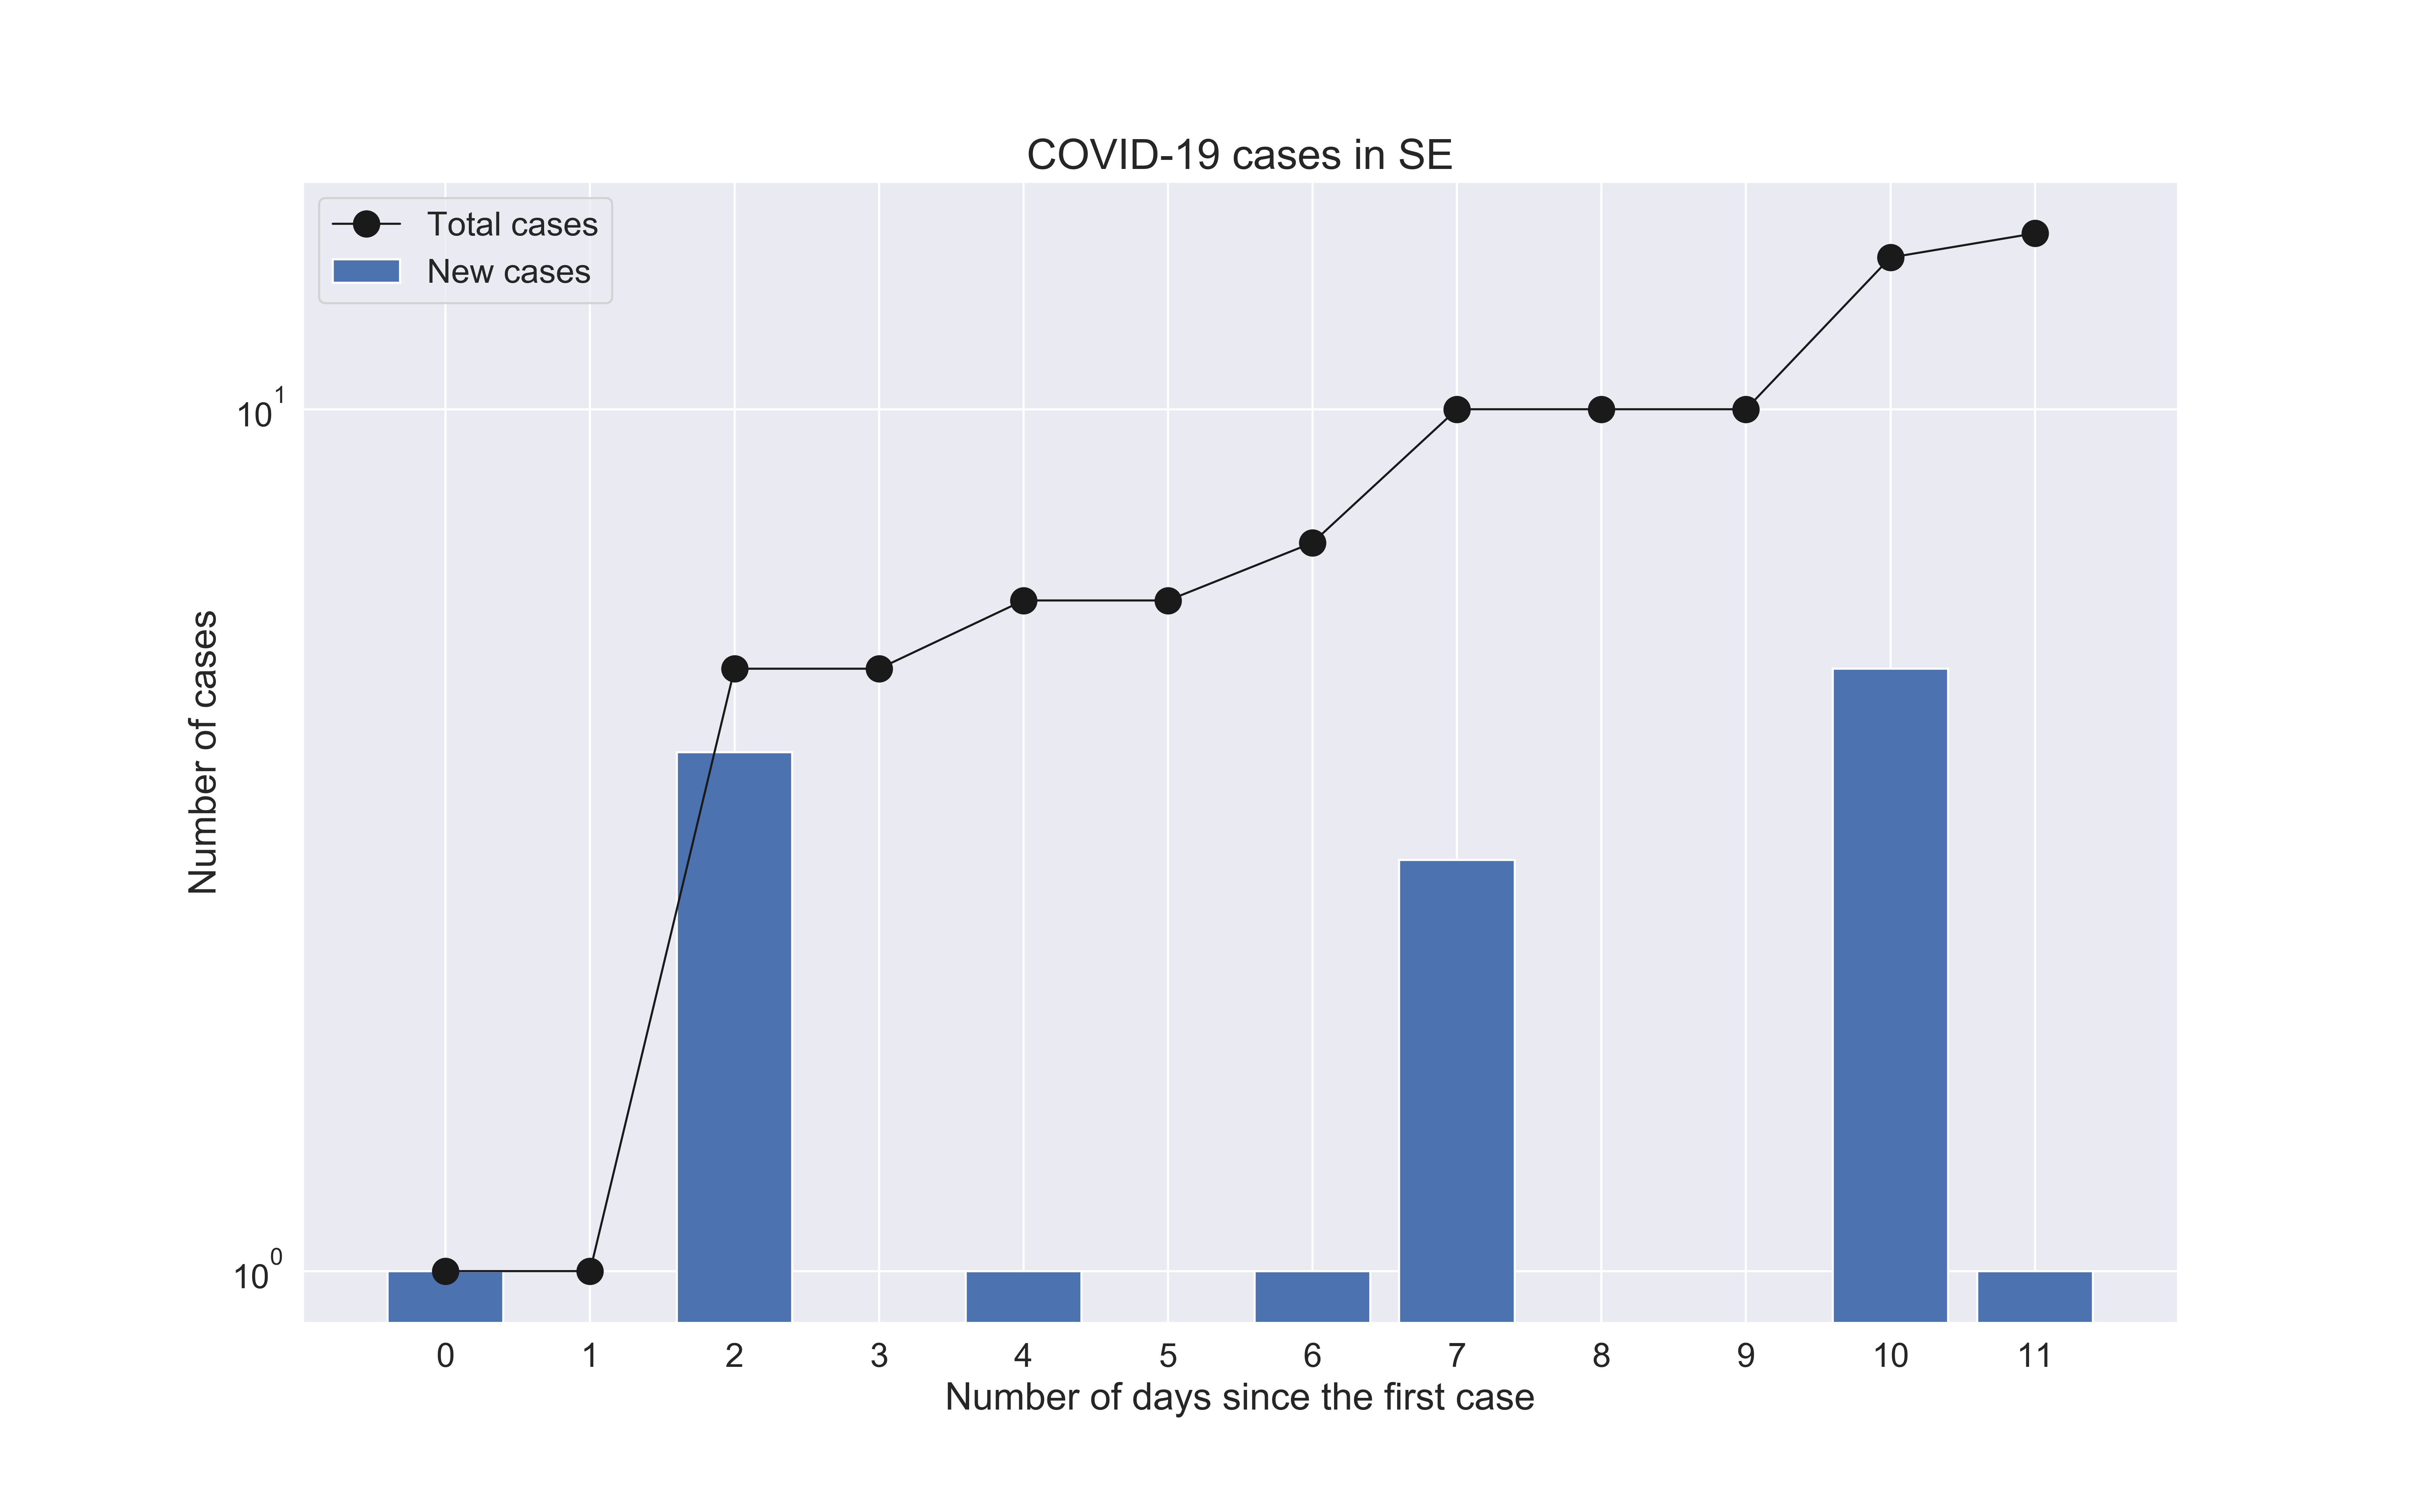 COVID-19 cases in SE
Total cases
New cases
10^1
10^0
Number of cases
0 1 2 3 4 5 6 7 8 9 10 11
Number of days since the first case